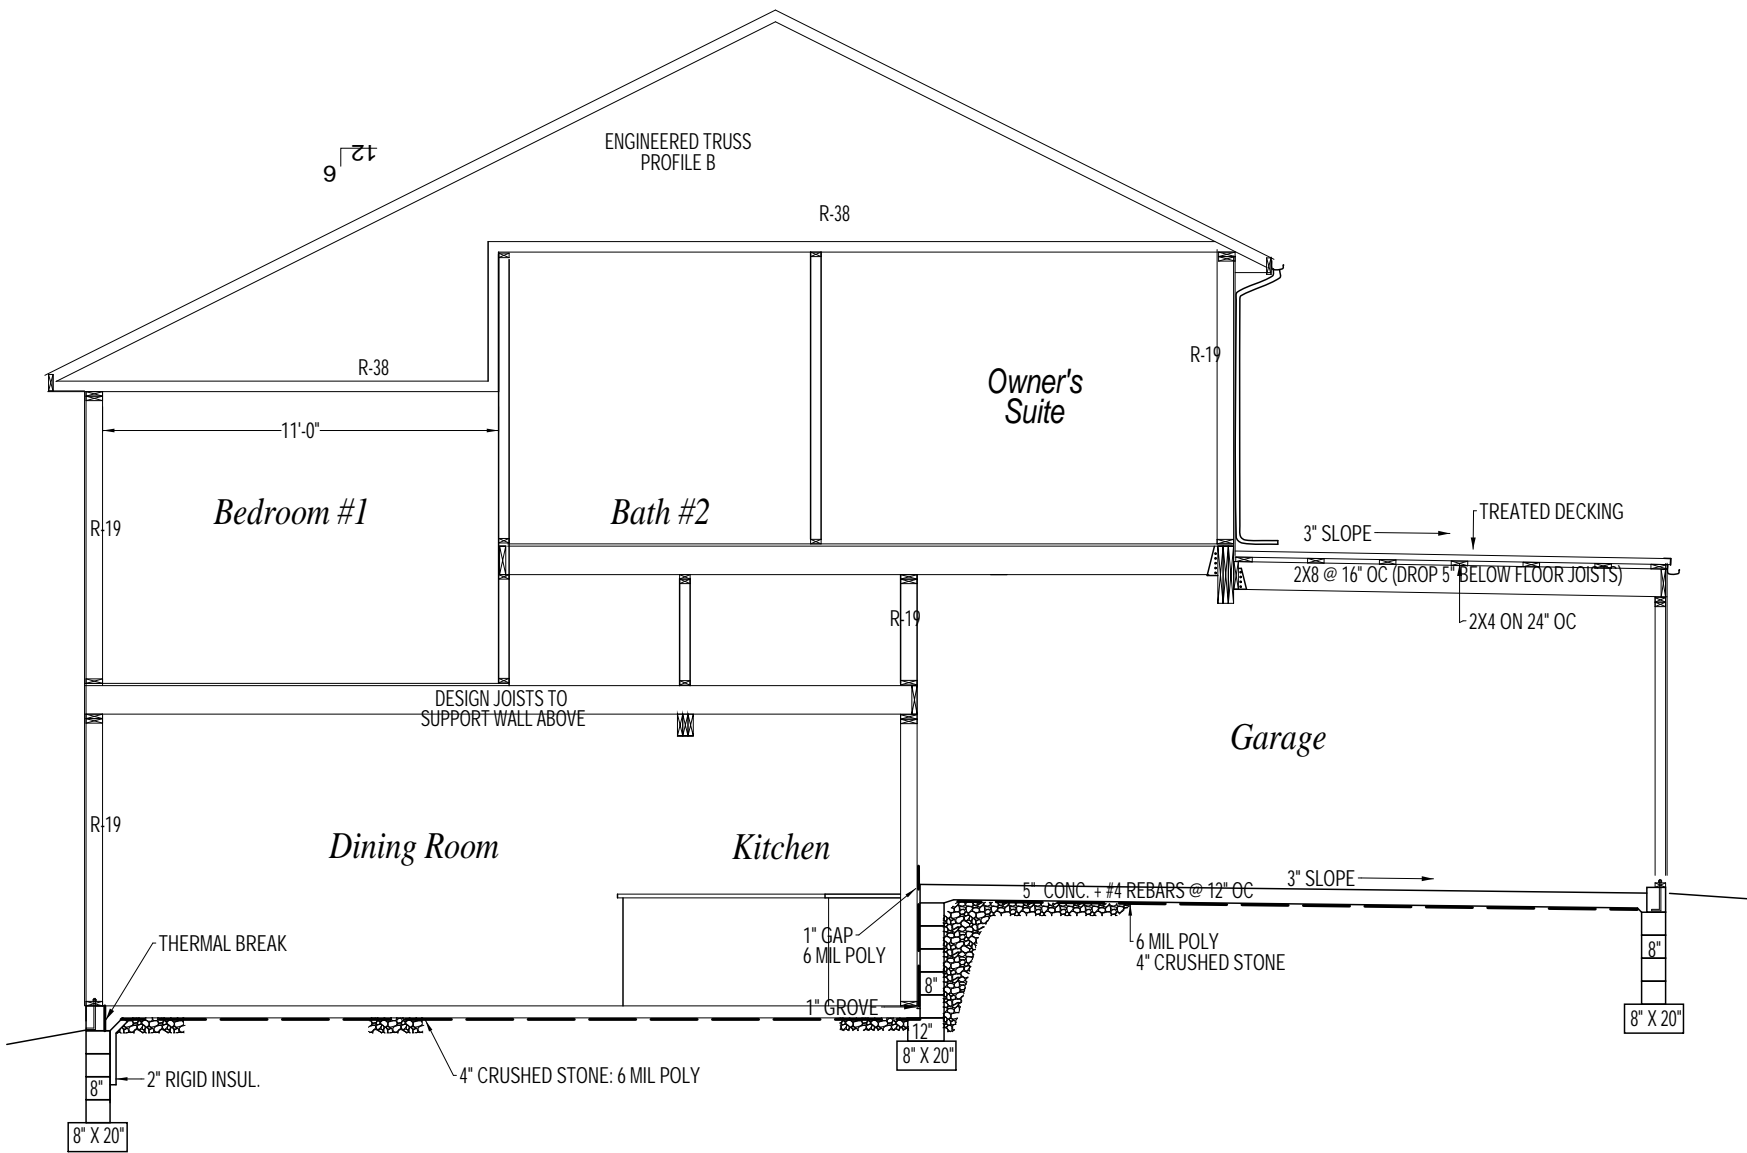 ENGINEERED TRUSS
PROFILE B
12
6
R-38
R-38
R-19
Owner's
Suite
11'-0"
Bedroom #1
Bath #2
R-19
TREATED DECKING
3" SLOPE
2X8 @ 16" OC (DROP 5" BELOW FLOOR JOISTS)
2X4 ON 24" OC
R-19
DESIGN JOISTS TO
SUPPORT WALL ABOVE
Garage
R-19
Dining Room
Kitchen
3" SLOPE
5" CONC. + #4 REBARS @ 12" OC
1" GAP
6 MIL POLY
6 MIL POLY
4" CRUSHED STONE
THERMAL BREAK
8"
8"
1" GROVE
8" X 20"
12"
8" X 20"
2" RIGID INSUL.
4" CRUSHED STONE: 6 MIL POLY
8"
8" X 20"